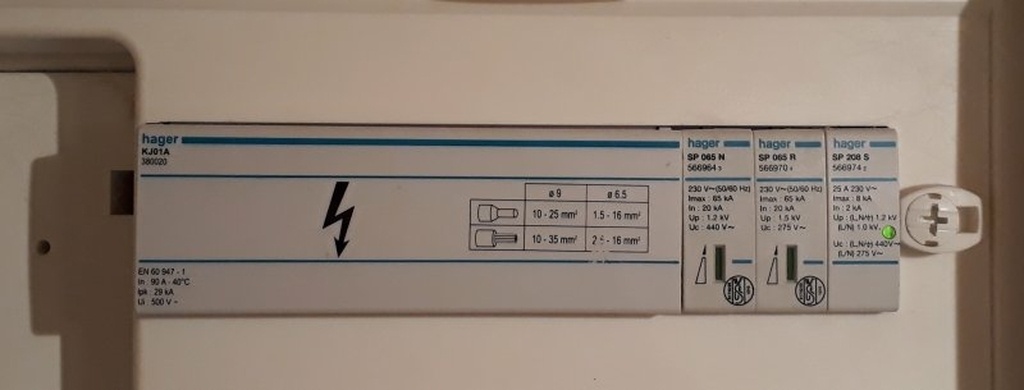 hager
KJ01A
380020
ø 9 ø 6.5
10 - 25 mm² 1.5 - 16 mm²
10 - 35 mm² 2.5 - 16 mm²
EN 60 947 - 1
In : 90 A - 40°C
Ipk : 29 kA
Ui : 500 V ~
hager
SP 065 N
566964
230 V~(50/60 Hz)
Imax : 65 kA
In : 20 kA
Up : 1.2 kV
Uc : 440 V~
hager
SP 065 R
566970
230 V~(50/60 Hz)
Imax : 65 kA
In : 20 kA
Up : 1.5 kV
Uc : 275 V~
hager
SP 208 S
566974
25 A 230 V~
Imax : 8 kA
In : 2 kA
Up : (L,N/⏚) 1.2 kV
(L/N) 1.0 kV
Uc : (L,N/⏚) 440V~
(L/N) 275 V~